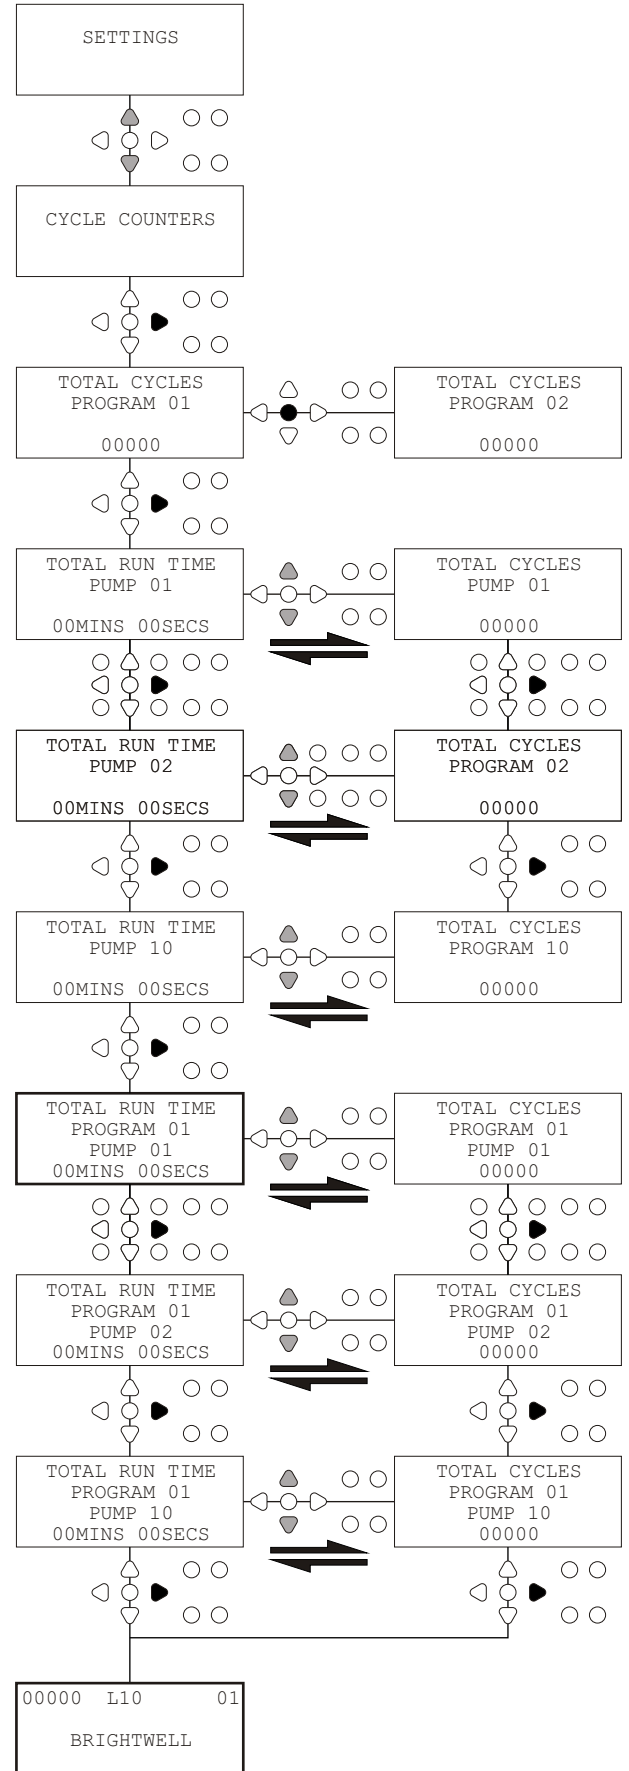 SETTINGS
CYCLE COUNTERS
TOTAL CYCLES
PROGRAM 01
00000
TOTAL CYCLES
PROGRAM 02
00000
TOTAL RUN TIME
PUMP 01
00MINS 00SECS
TOTAL CYCLES
PUMP 01
00000
TOTAL RUN TIME
PUMP 02
00MINS 00SECS
TOTAL CYCLES
PROGRAM 02
00000
TOTAL RUN TIME
PUMP 10
00MINS 00SECS
TOTAL CYCLES
PROGRAM 10
00000
TOTAL RUN TIME
PROGRAM 01
PUMP 01
00MINS 00SECS
TOTAL CYCLES
PROGRAM 01
PUMP 01
00000
TOTAL RUN TIME
PROGRAM 01
PUMP 02
00MINS 00SECS
TOTAL CYCLES
PROGRAM 01
PUMP 02
00000
TOTAL RUN TIME
PROGRAM 01
PUMP 10
00MINS 00SECS
TOTAL CYCLES
PROGRAM 01
PUMP 10
00000
00000 L10 01
BRIGHTWELL